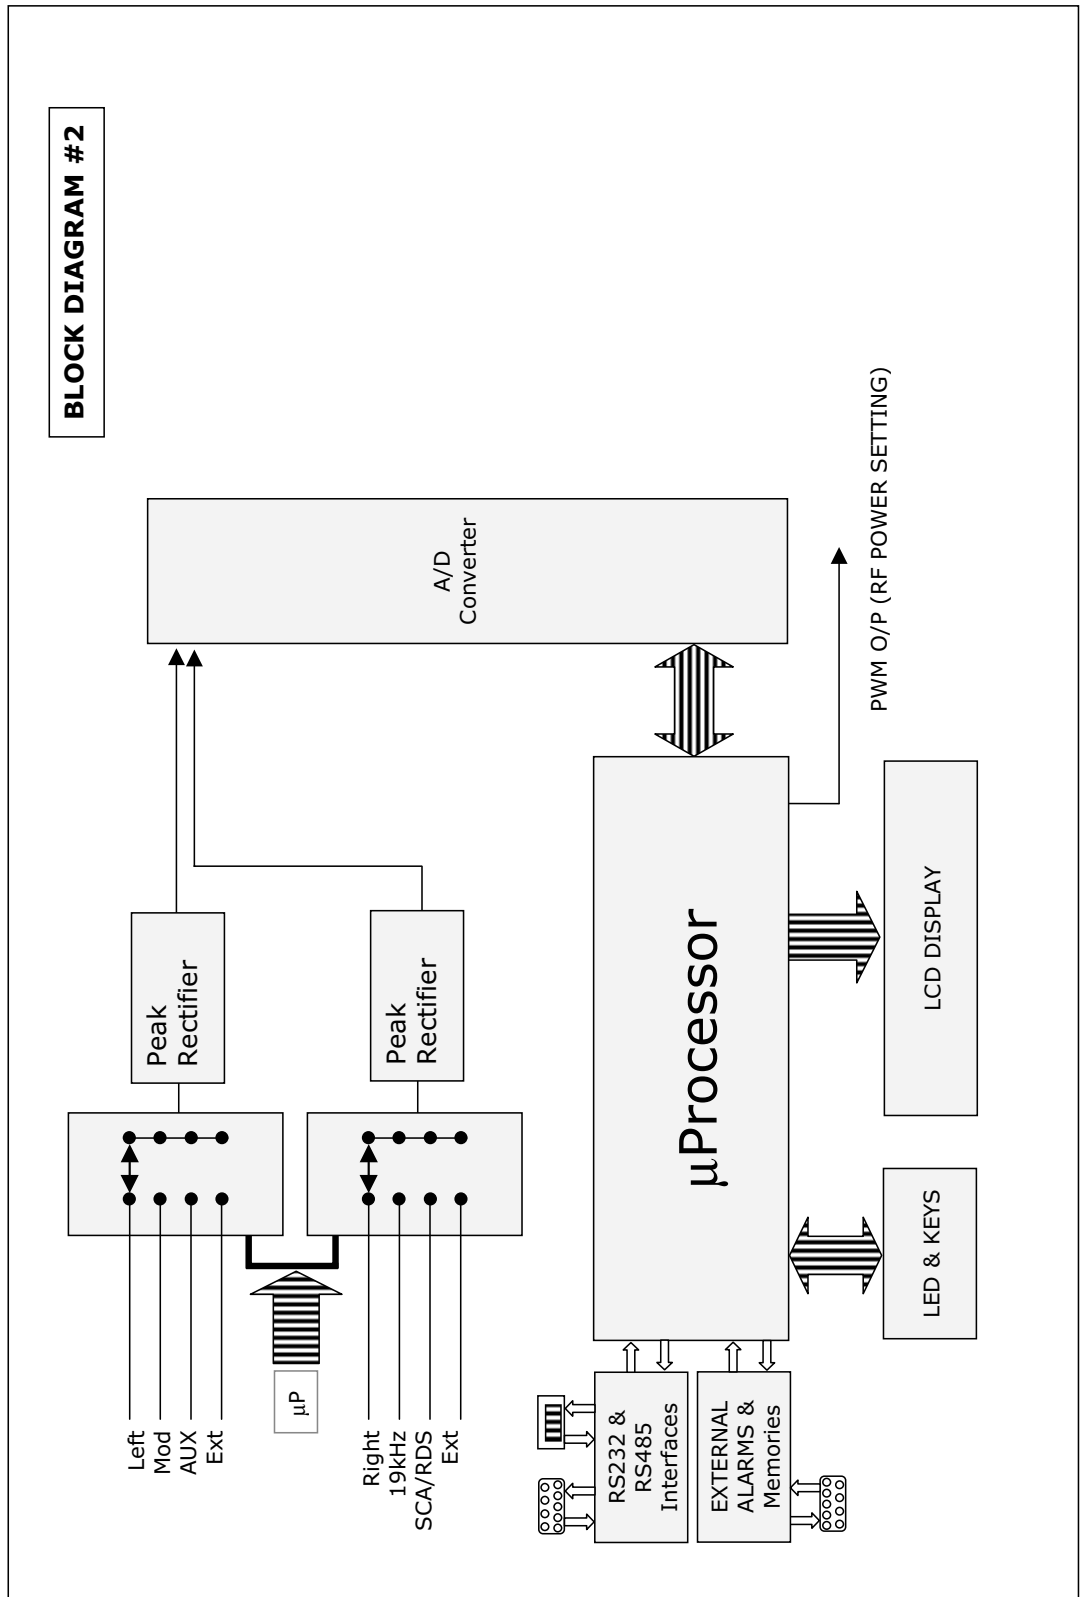 BLOCK DIAGRAM #2
Left
Mod
AUX
Ext
Peak
Rectifier
µP
Right
19kHz
SCA/RDS
Ext
Peak
Rectifier
A/D
Converter
RS232 &
RS485
Interfaces
EXTERNAL
ALARMS &
Memories
µProcessor
PWM O/P (RF POWER SETTING)
LED & KEYS
LCD DISPLAY